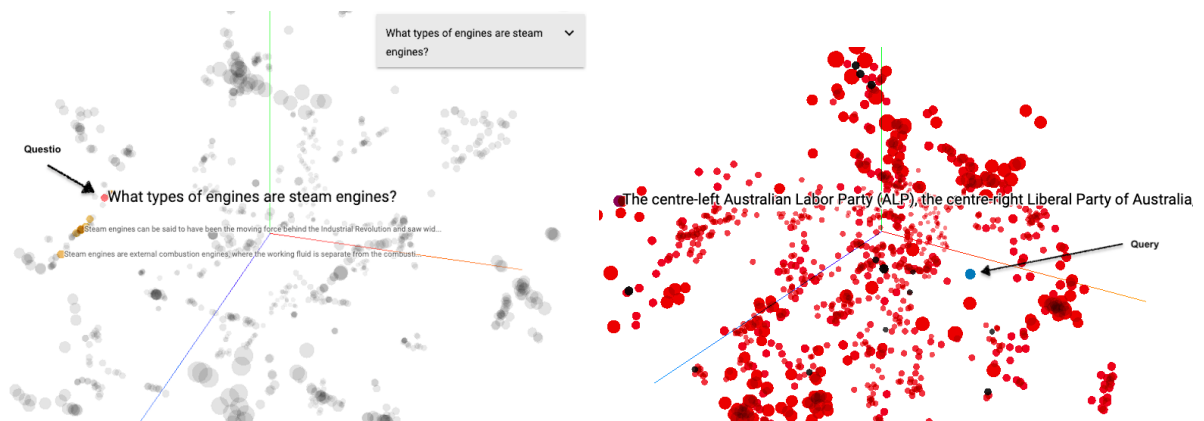 What types of engines are steam
engines?
Questio
What types of engines are steam engines?
Steam engines can be said to have been the moving force behind the Industrial Revolution and saw wid...
Steam engines are external combustion engines, where the working fluid is separate from the combusti...
The centre-left Australian Labor Party (ALP), the centre-right Liberal Party of Australia,
Query